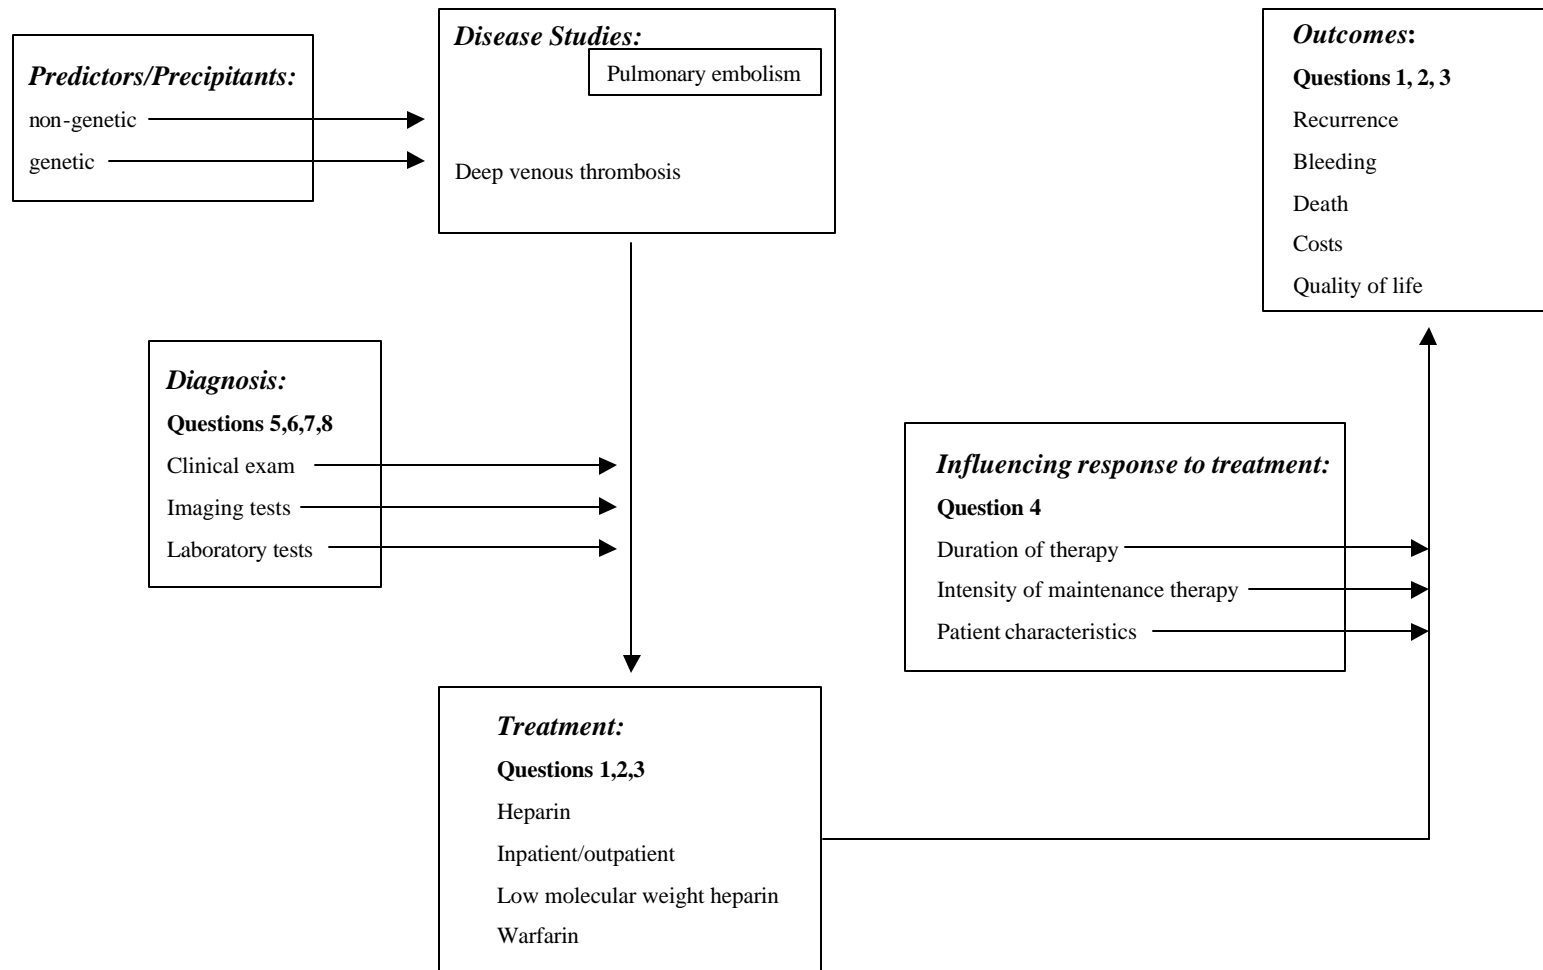 Predictors/Precipitants:
non-genetic
genetic
Disease Studies:
Pulmonary embolism
Deep venous thrombosis
Outcomes:
Questions 1, 2, 3
Recurrence
Bleeding
Death
Costs
Quality of life
Diagnosis:
Questions 5,6,7,8
Clinical exam
Imaging tests
Laboratory tests
Influencing response to treatment:
Question 4
Duration of therapy
Intensity of maintenance therapy
Patient characteristics
Treatment:
Questions 1,2,3
Heparin
Inpatient/outpatient
Low molecular weight heparin
Warfarin